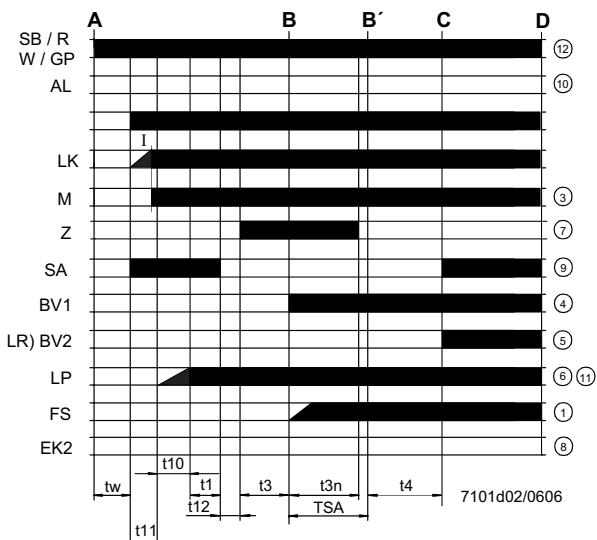 A B B´ C D
SB / R
W / GP
12
AL
10
I
LK
M
3
Z
7
SA
9
BV1
4
LR) BV2
5
LP
6 11
FS
1
EK2
8
t10
tw t1 t3 t3n t4
7101d02/0606
t12
TSA
t11